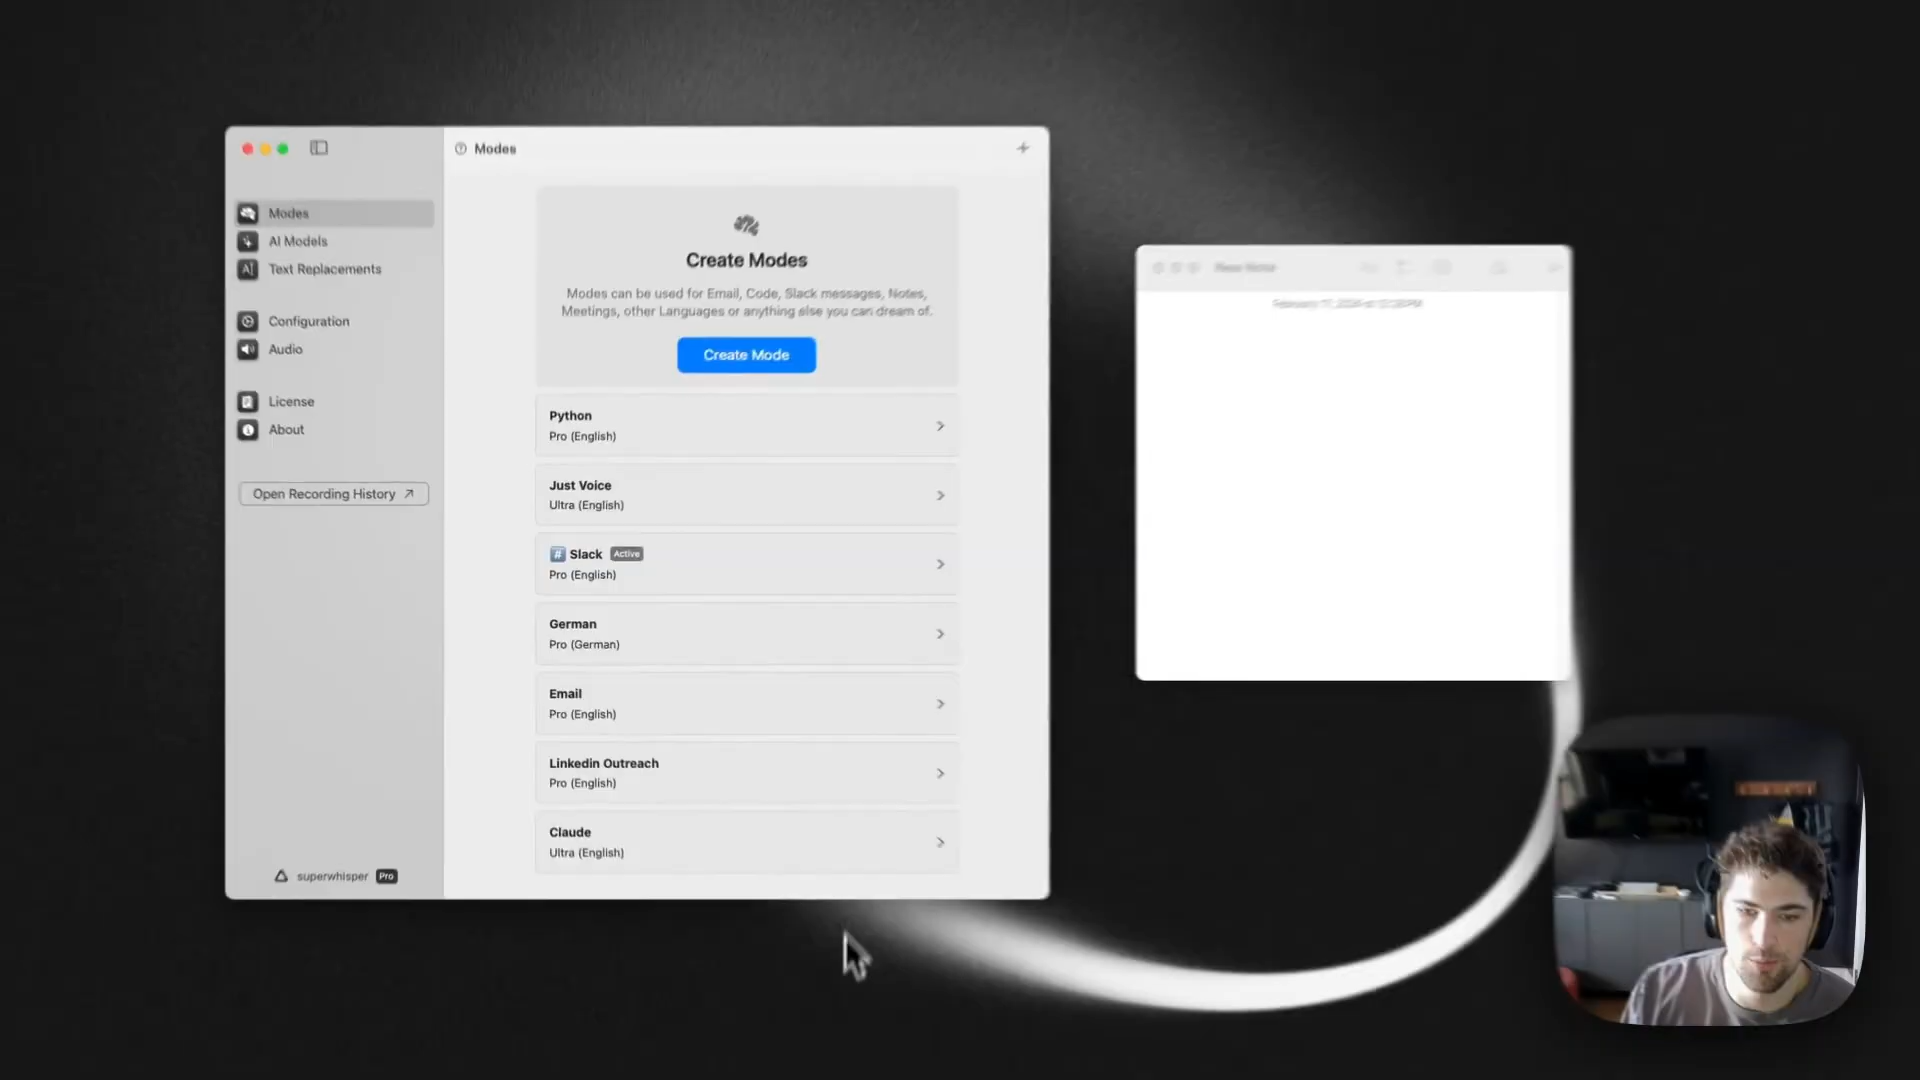 Modes
Modes
AI Models
Text Replacements
Configuration
Audio
License
About
Open Recording History
superwhisper Pro
Create Modes
Modes can be used for Email, Code, Slack messages, Notes,
Meetings, other Languages or anything else you can dream of.
Create Mode
Python
Pro (English)
Just Voice
Ultra (English)
# Slack Active
Pro (English)
German
Pro (German)
Email
Pro (English)
Linkedin Outreach
Pro (English)
Claude
Ultra (English)